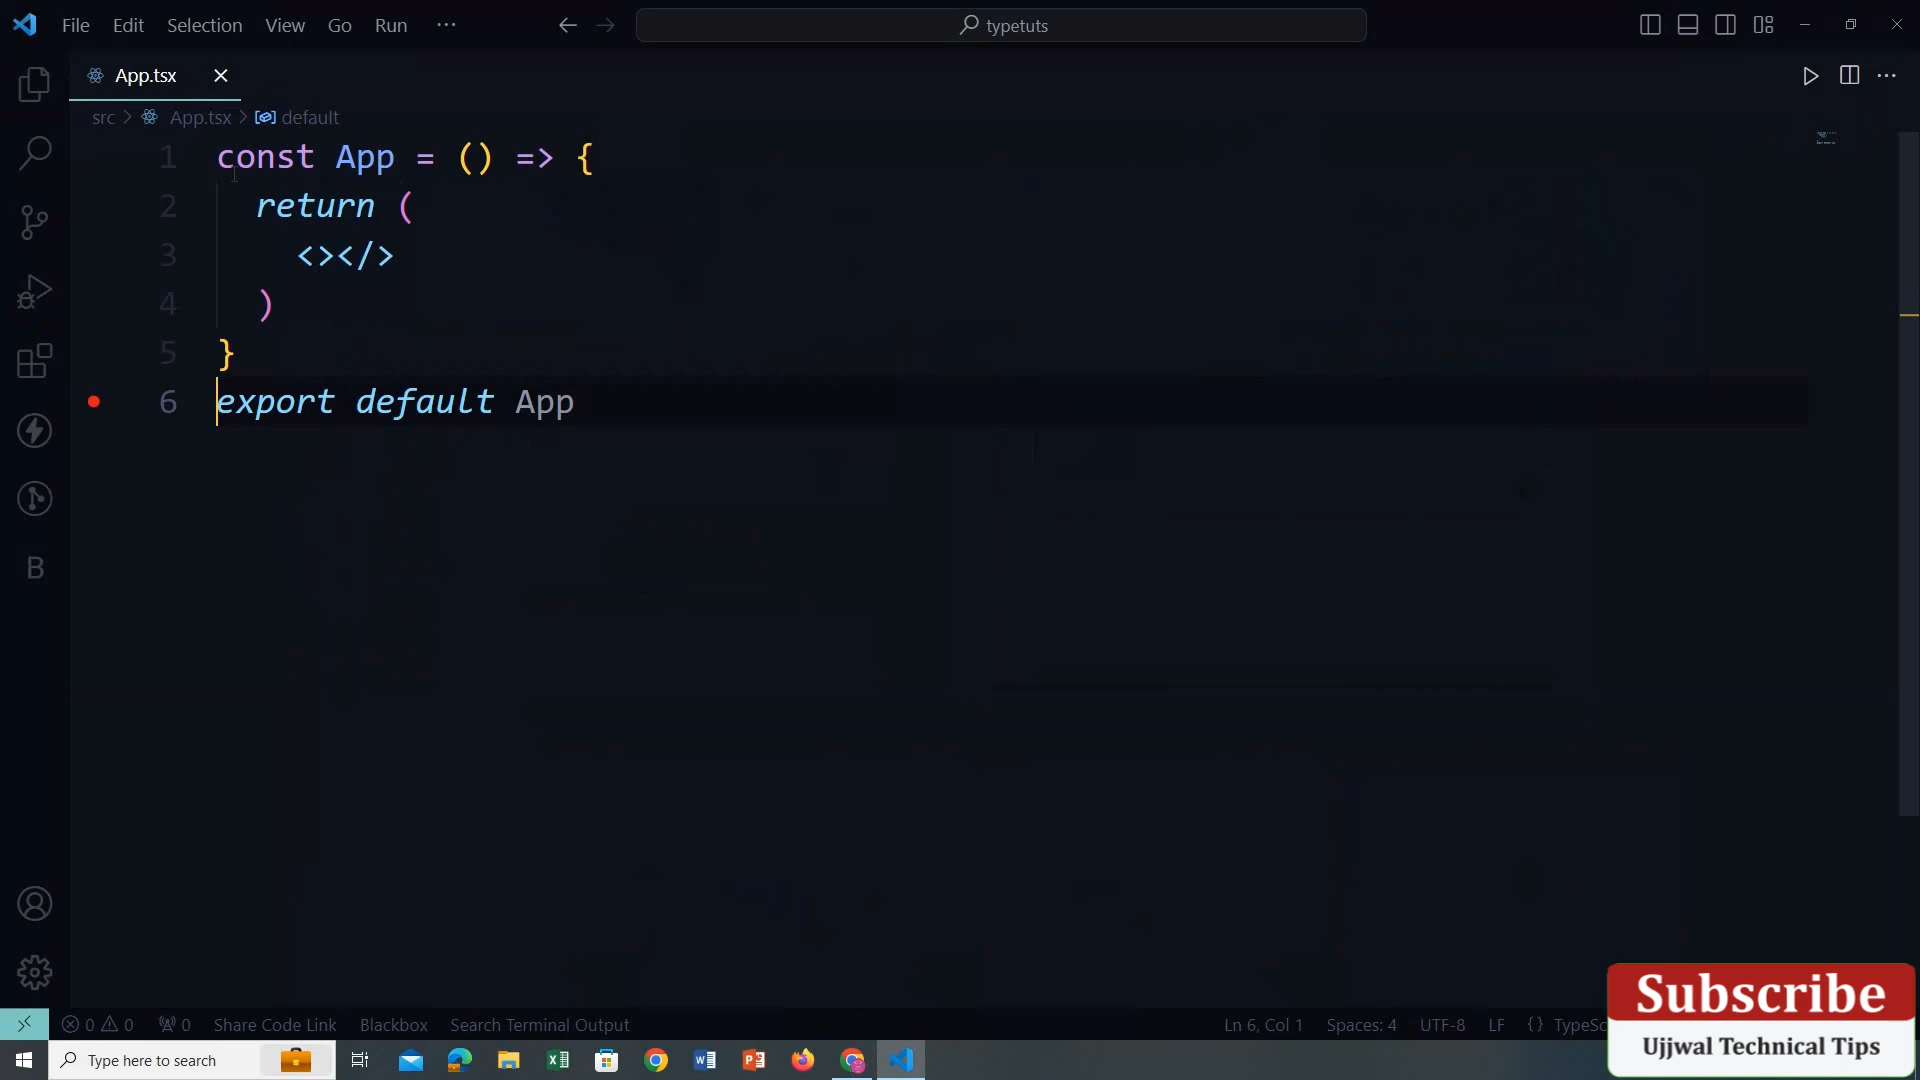 File Edit Selection View Go Run ··· typetuts
App.tsx
src > App.tsx > default
1 const App = () => {
2 return (
3 <></>
4 )
5 }
6 export default App
B
0 0 0 Share Code Link Blackbox Search Terminal Output Ln 6, Col 1 Spaces: 4 UTF-8 LF {} TypeSc
Type here to search
Subscribe
Ujjwal Technical Tips